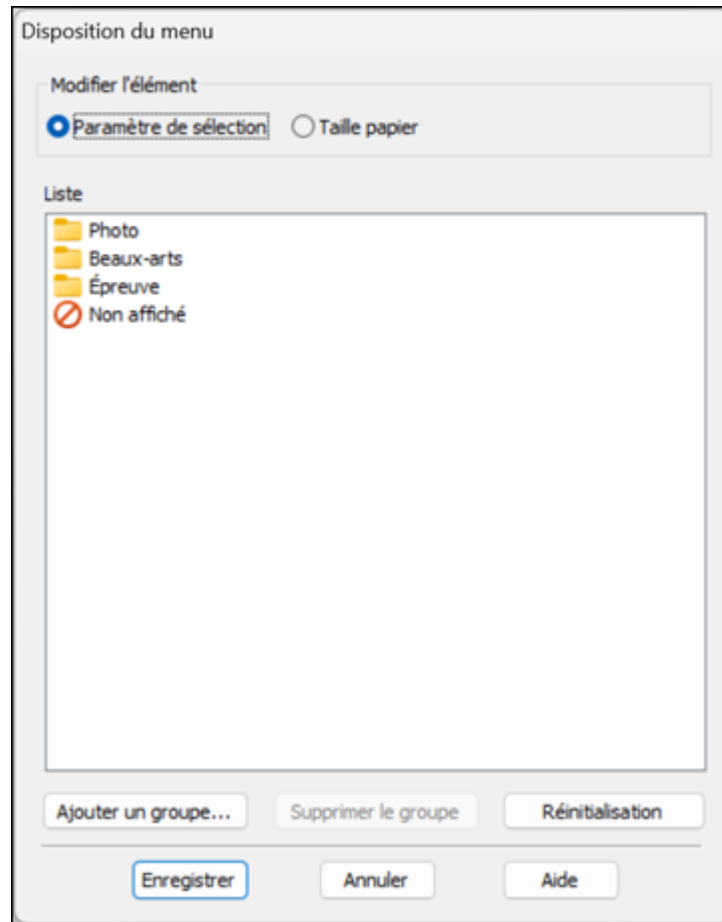 Disposition du menu
Modifier l'élément
Paramètre de sélection Taille papier
Liste
Photo
Beaux-arts
Épreuve
Non affiché
Ajouter un groupe... Supprimer le groupe Réinitialisation
Enregistrer Annuler Aide